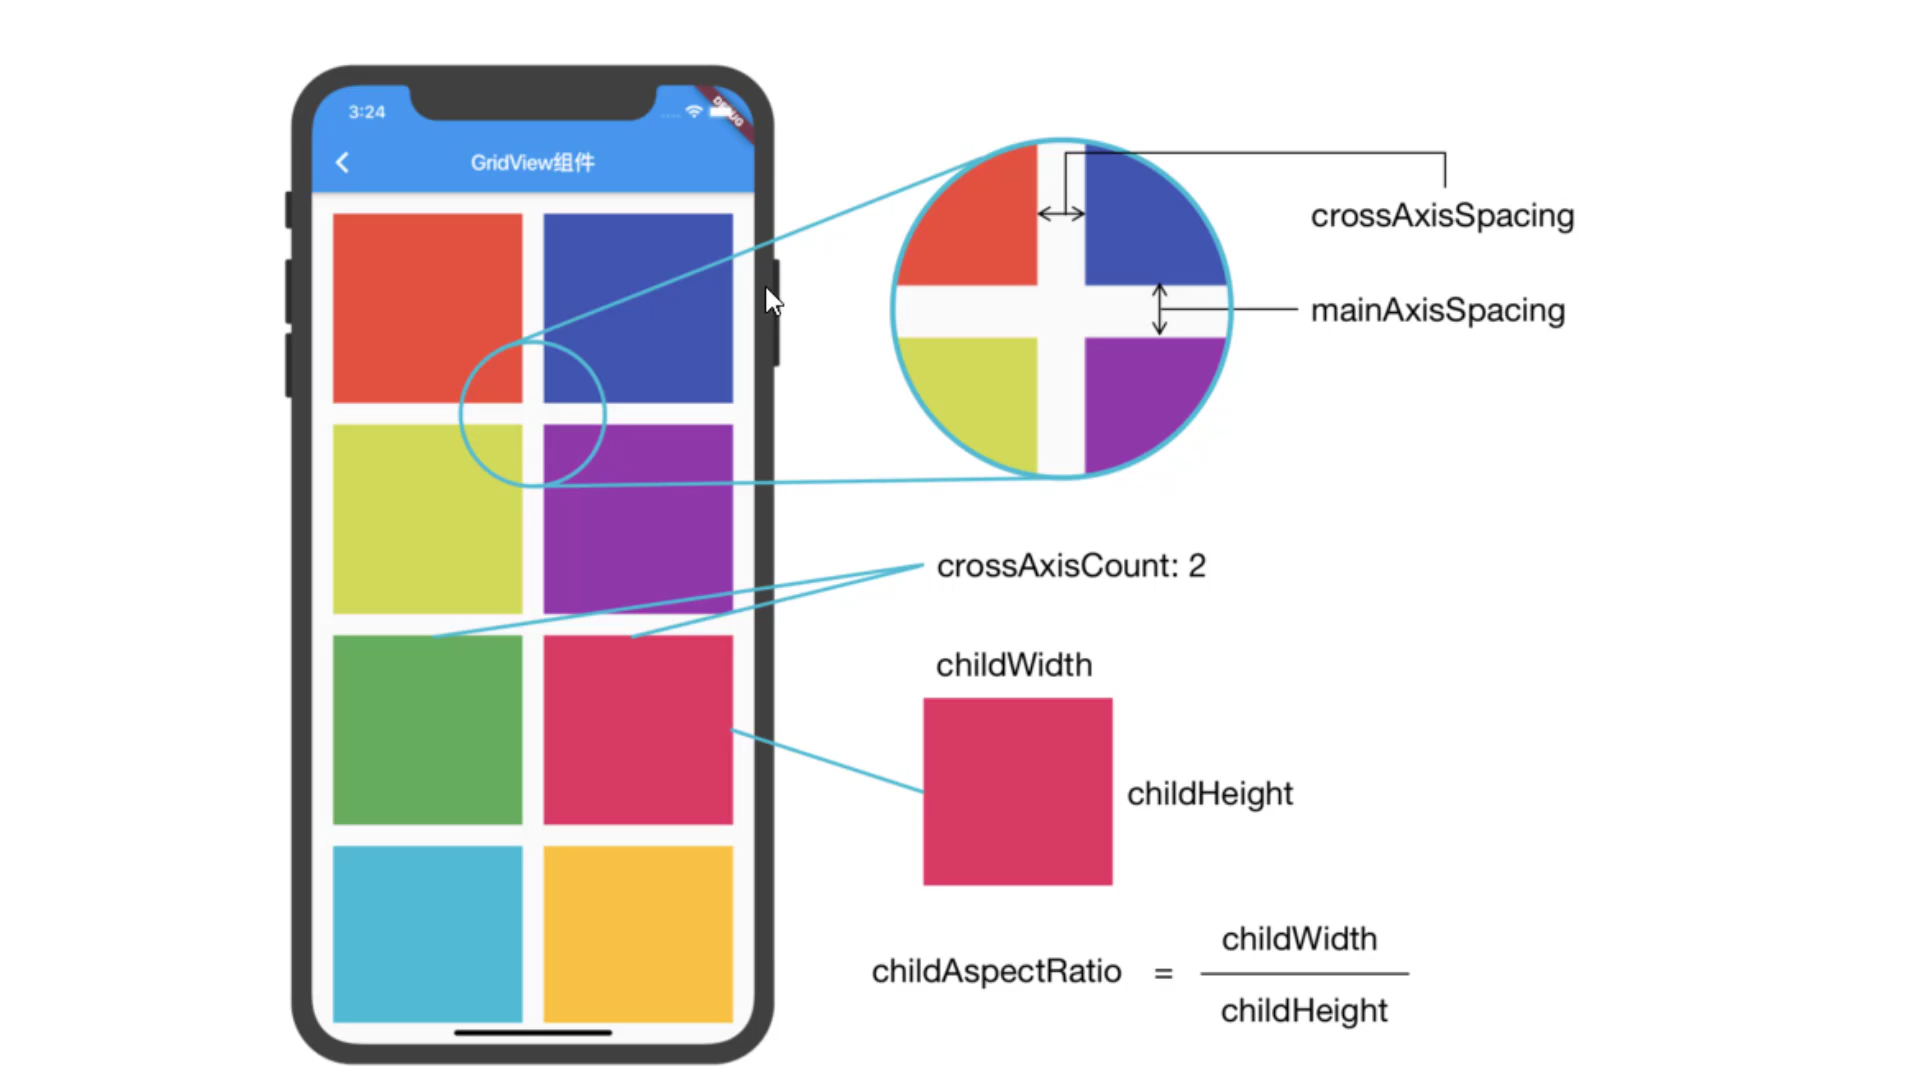 3:24
DEBUG
GridView组件
crossAxisSpacing
mainAxisSpacing
crossAxisCount: 2
childWidth
childHeight
childAspectRatio = childWidth
childHeight